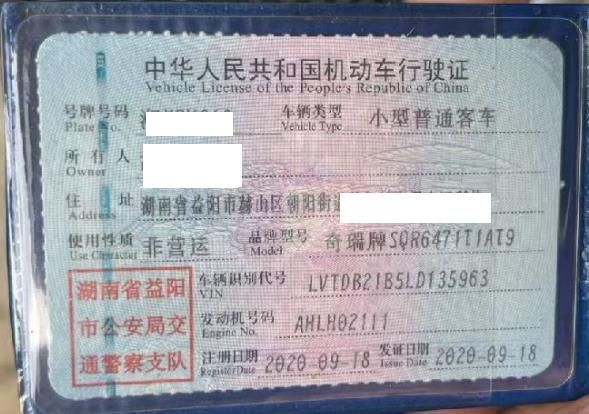 中华人民共和国机动车行驶证
Vehicle License of the People's Republic of China
号牌号码 车辆类型 小型普通客车
Plate No. Vehicle Type
所有人
Owner
住 址 湖南省益阳市赫山区朝阳街道
Address
使用性质 非营运 品牌型号 奇瑞牌SQR6471T1AT9
Use Character Model
湖南省益阳 车辆识别代号 LVTDB21B5LD135963
VIN
市公安局交 发动机号码 AHLH02111
Engine No.
通警察支队 注册日期 2020-09-18 发证日期 2020-09-18
Register Date Issue Date